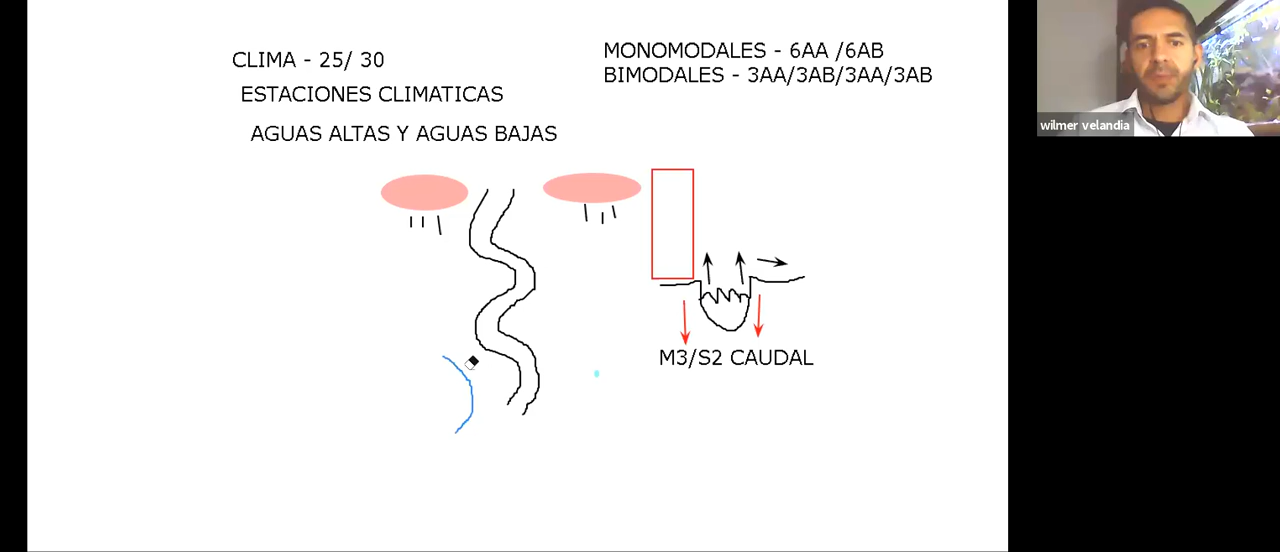 CLIMA - 25/ 30
ESTACIONES CLIMATICAS
AGUAS ALTAS Y AGUAS BAJAS
MONOMODALES - 6AA /6AB
BIMODALES - 3AA/3AB/3AA/3AB
M3/S2 CAUDAL
wilmer velandia